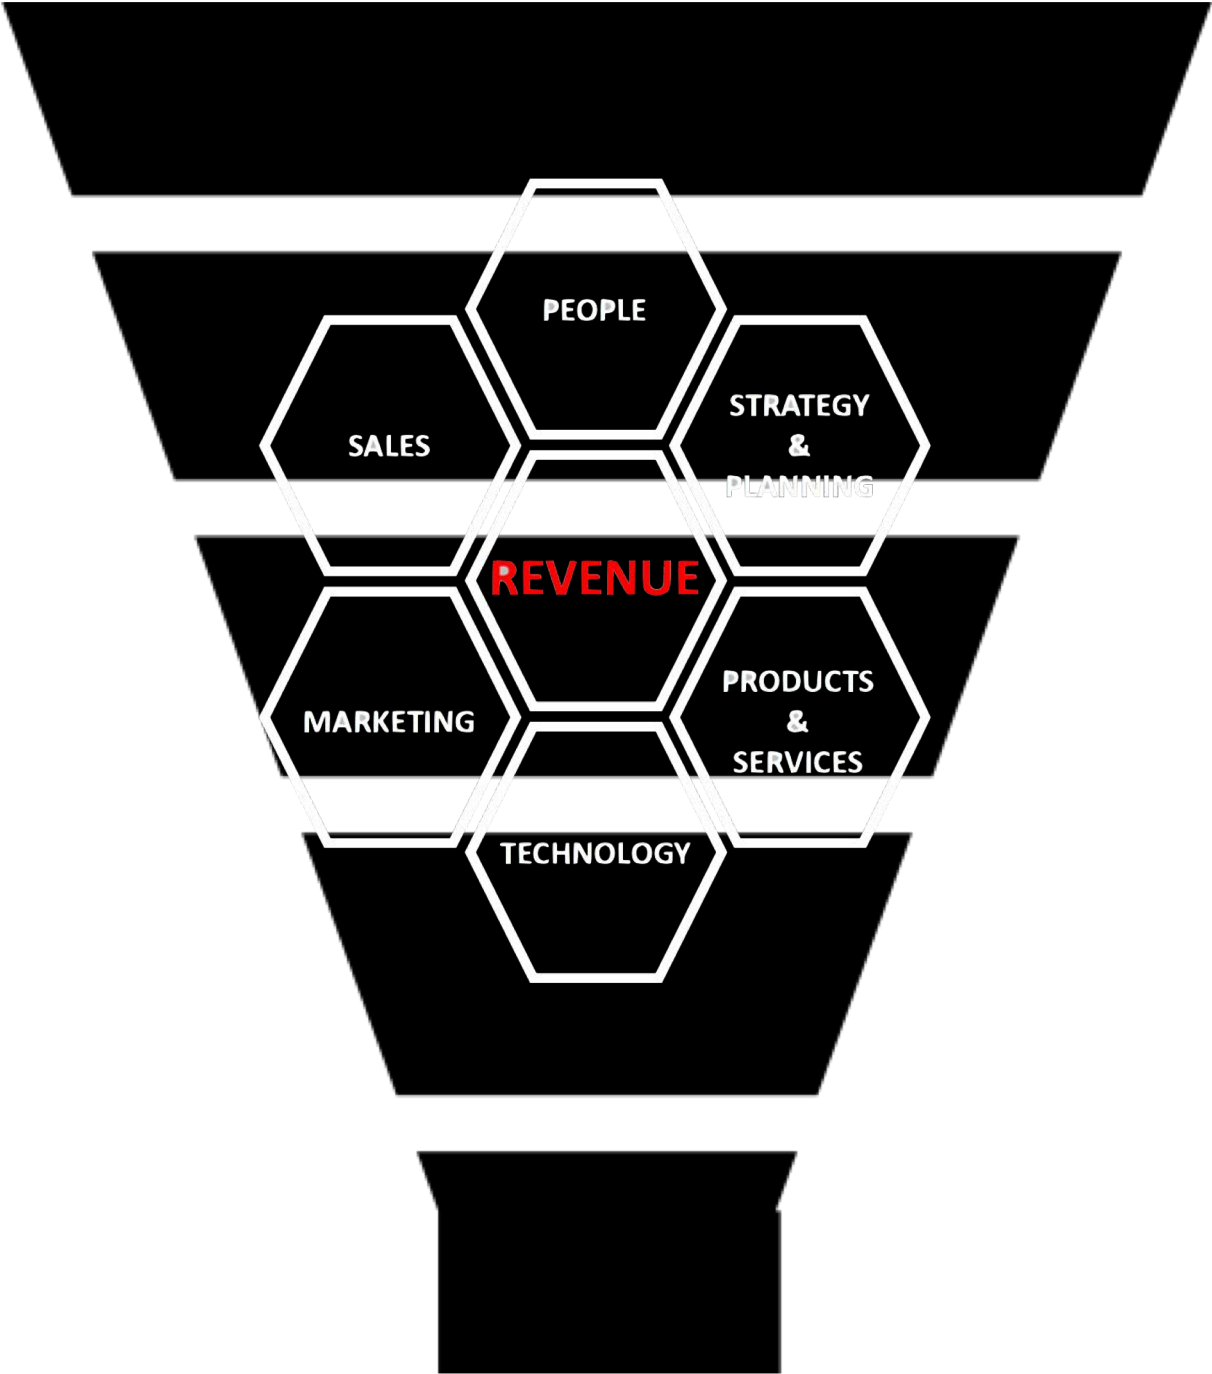 PEOPLE
STRATEGY
&
PLANNING
SALES
REVENUE
PRODUCTS
&
SERVICES
MARKETING
TECHNOLOGY